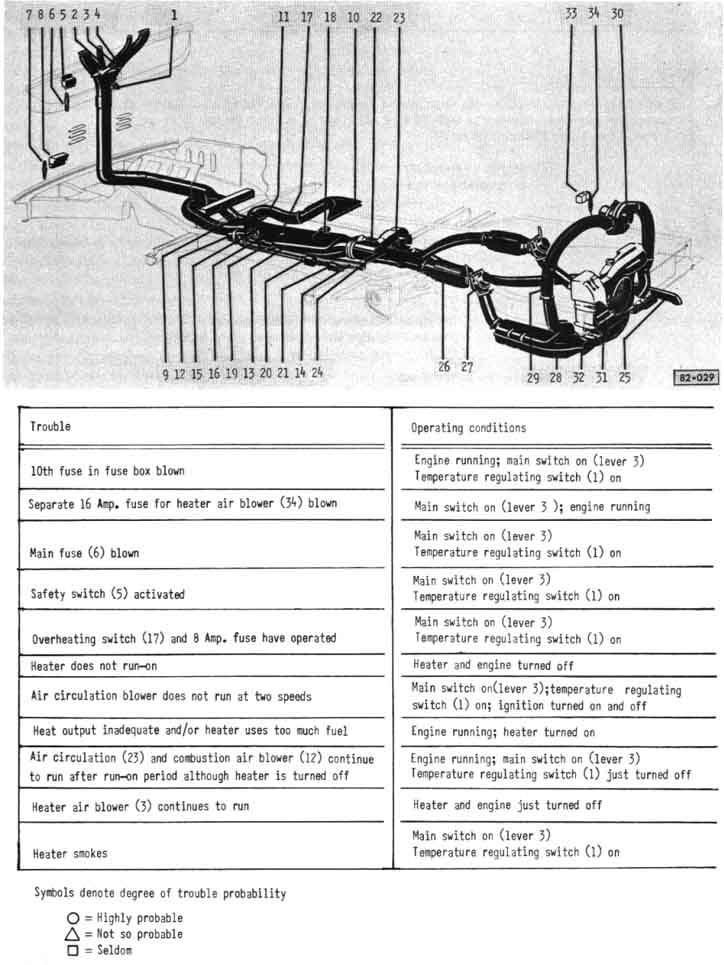 7 8 6 5 2 3 4 1 11 17 18 10 22 23 33 34 30
9 12 15 16 19 13 20 21 14 24 26 27 29 28 32 31 25
82-029
Trouble
Operating conditions
10th fuse in fuse box blown
Engine running; main switch on (lever 3)
Temperature regulating switch (1) on
Separate 16 Amp. fuse for heater air blower (34) blown
Main switch on (lever 3 ); engine running
Main fuse (6) blown
Main switch on (lever 3)
Temperature regulating switch (1) on
Safety switch (5) activated
Main switch on (lever 3)
Temperature regulating switch (1) on
Overheating switch (17) and 8 Amp. fuse have operated
Main switch on (lever 3)
Temperature regulating switch (1) on
Heater does not run-on
Heater and engine turned off
Air circulation blower does not run at two speeds
Main switch on(lever 3);temperature regulating
switch (1) on; ignition turned on and off
Heat output inadequate and/or heater uses too much fuel
Engine running; heater turned on
Air circulation (23) and combustion air blower (12) continue
to run after run-on period although heater is turned off
Engine running; main switch on (lever 3)
Temperature regulating switch (1) just turned off
Heater air blower (3) continues to run
Heater and engine just turned off
Heater smokes
Main switch on (lever 3)
Temperature regulating switch (1) on
Symbols denote degree of trouble probability
= Highly probable
= Not so probable
= Seldom